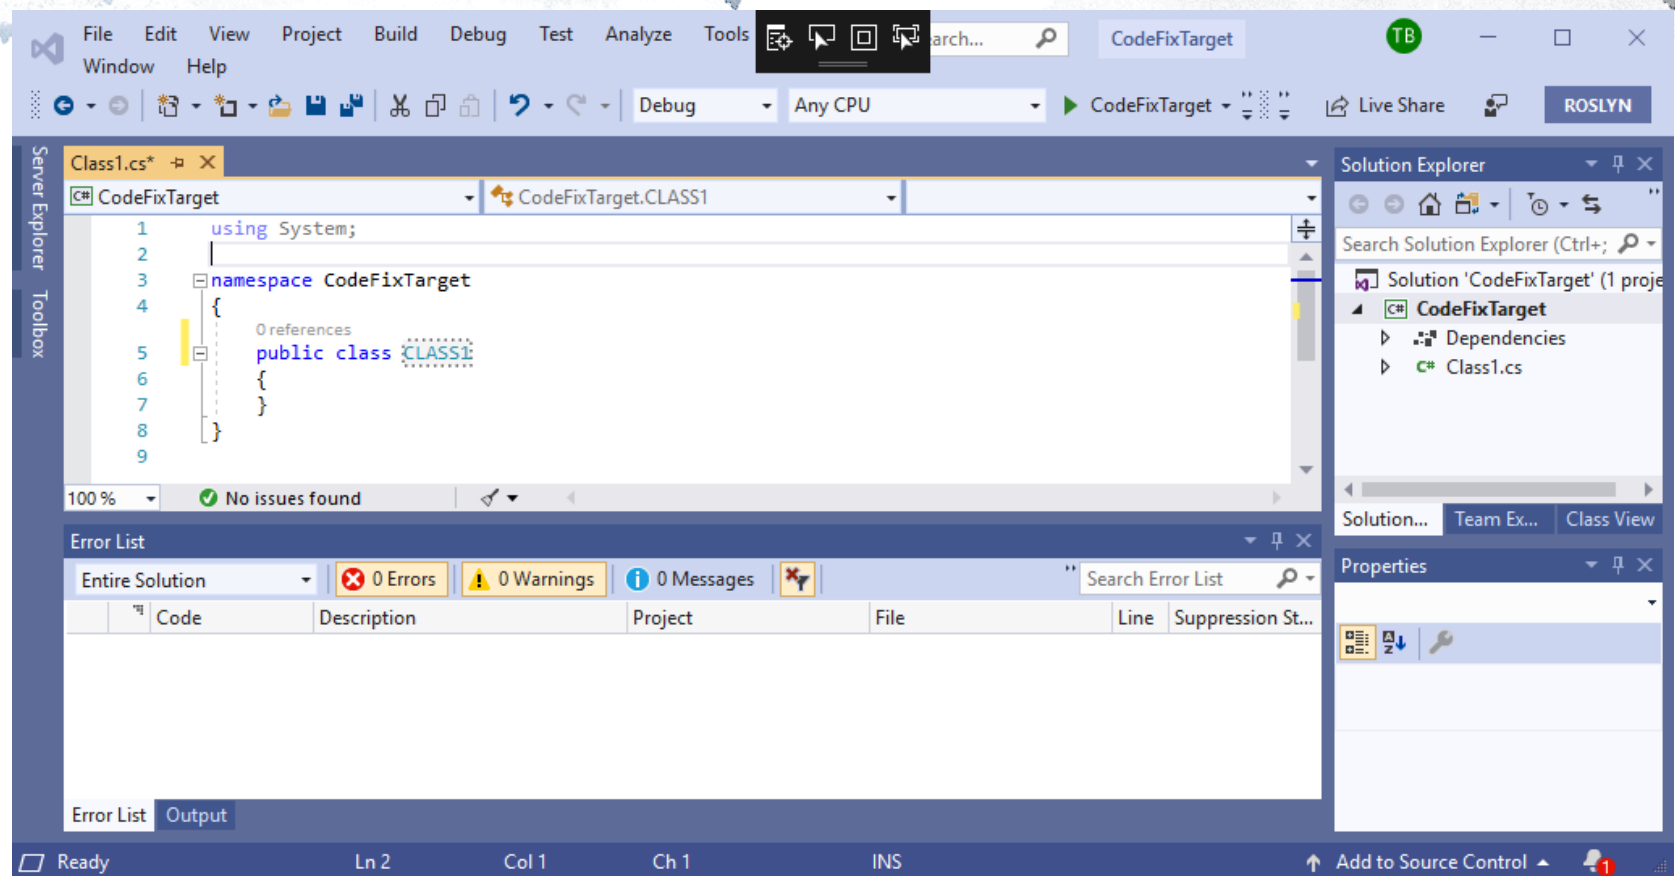 File Edit View Project Build Debug Test Analyze Tools arch... CodeFixTarget TB
Window Help
Debug Any CPU CodeFixTarget Live Share ROSLYN
Server Explorer
Toolbox
Class1.cs*
C# CodeFixTarget CodeFixTarget.CLASS1
1 using System;
2
3 namespace CodeFixTarget
4 {
0 references
5 public class CLASS1
6 {
7 }
8 }
9
100 % No issues found
Error List
Entire Solution 0 Errors 0 Warnings 0 Messages Search Error List
Code Description Project File Line Suppression St...
Error List Output
Solution Explorer
Search Solution Explorer (Ctrl+;
Solution 'CodeFixTarget' (1 proje
C# CodeFixTarget
Dependencies
C# Class1.cs
Solution... Team Ex... Class View
Properties
Ready Ln 2 Col 1 Ch 1 INS Add to Source Control 1